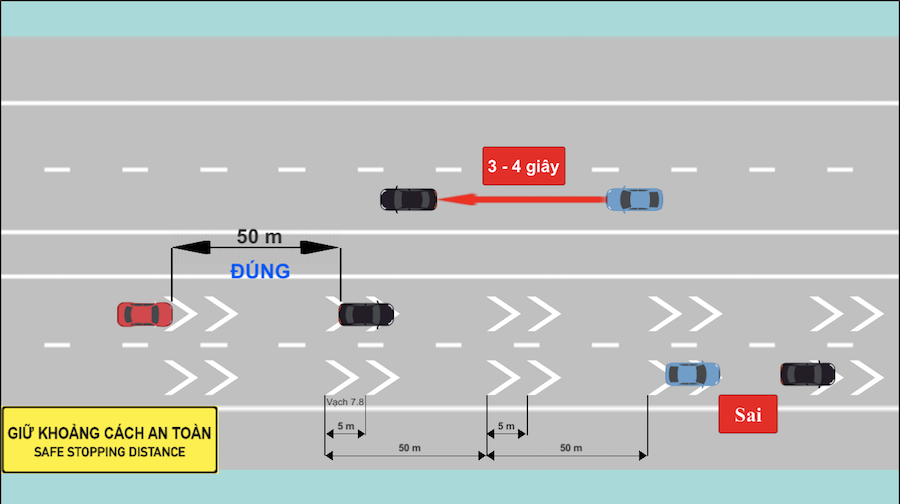 3 - 4 giây
50 m
ĐÚNG
Vạch 7.8
5 m
5 m
50 m
50 m
Sai
GIỮ KHOẢNG CÁCH AN TOÀN
SAFE STOPPING DISTANCE